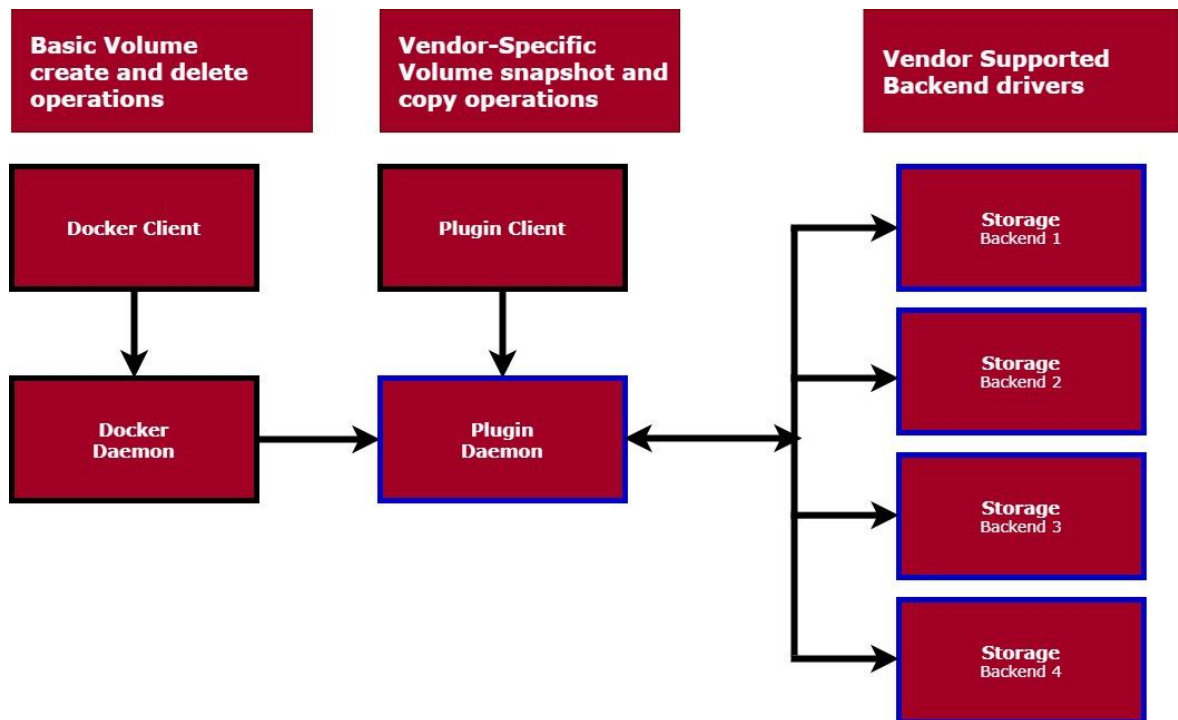 Basic Volume
create and delete
operations
Vendor-Specific
Volume snapshot and
copy operations
Vendor Supported
Backend drivers
Docker Client
Plugin Client
Docker
Daemon
Plugin
Daemon
Storage
Backend 1
Storage
Backend 2
Storage
Backend 3
Storage
Backend 4